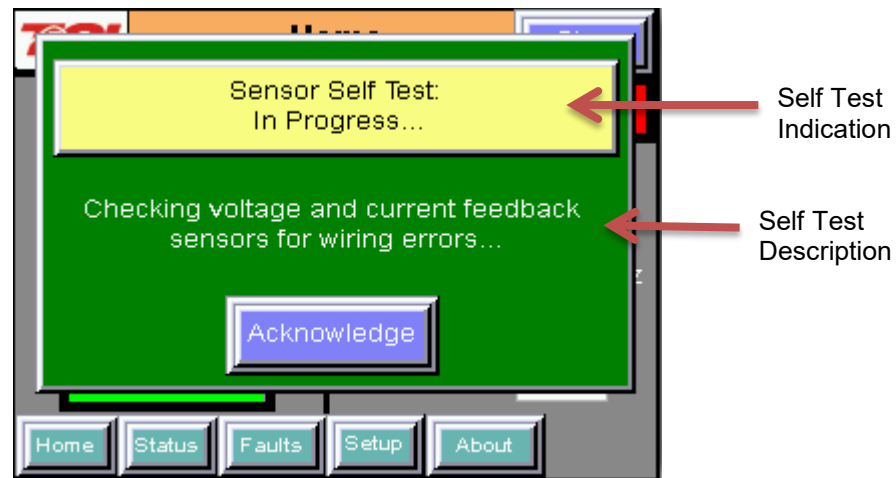 Sensor Self Test:
In Progress...
Self Test
Indication
Checking voltage and current feedback
sensors for wiring errors...
Self Test
Description
Acknowledge
Home
Status
Faults
Setup
About